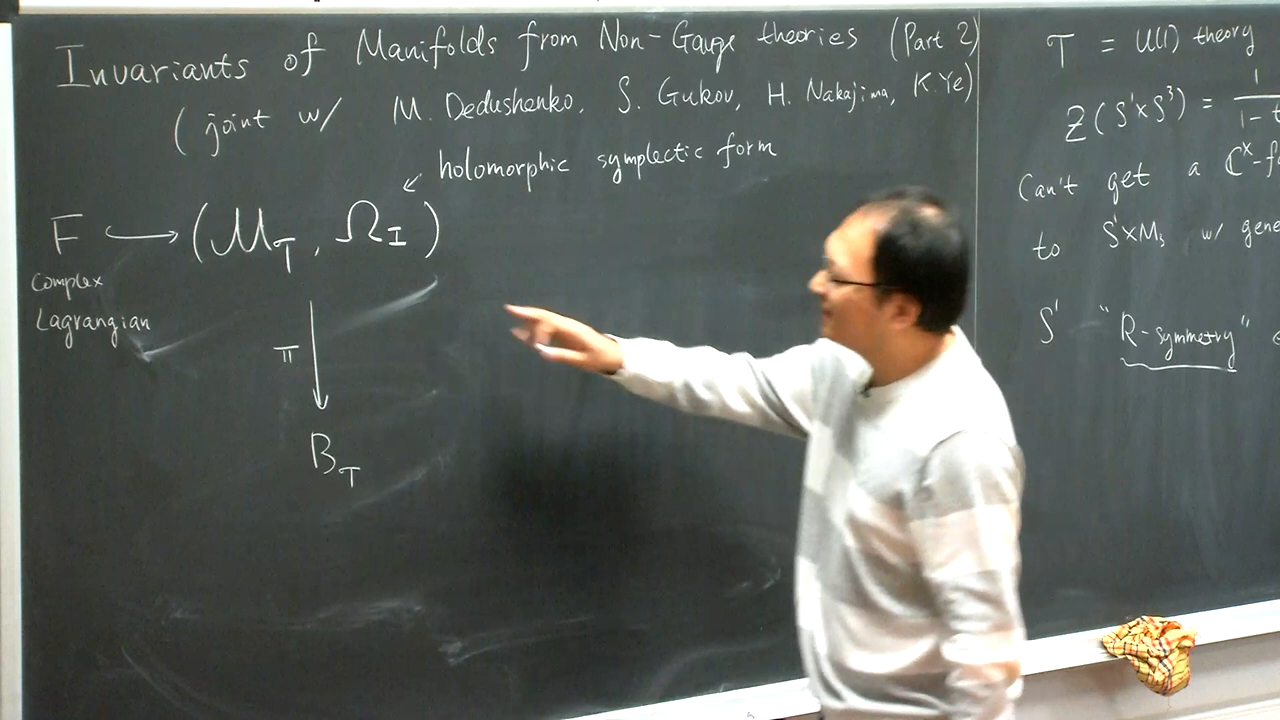 Invariants of Manifolds from Non-Gauge theories (Part 2)
(joint w/ M. Dedushenko, S. Gukov, H. Nakajima, K. Ye)
holomorphic symplectic form
F ⟶ (M_T, Ω_I)
Complex
Lagrangian
π
B_T
T = U(1) theory
Z(S¹×S³) = 1/1-t
Can't get a C^x-f
to S¹×M₃ w/ gene
S¹ "R-symmetry"